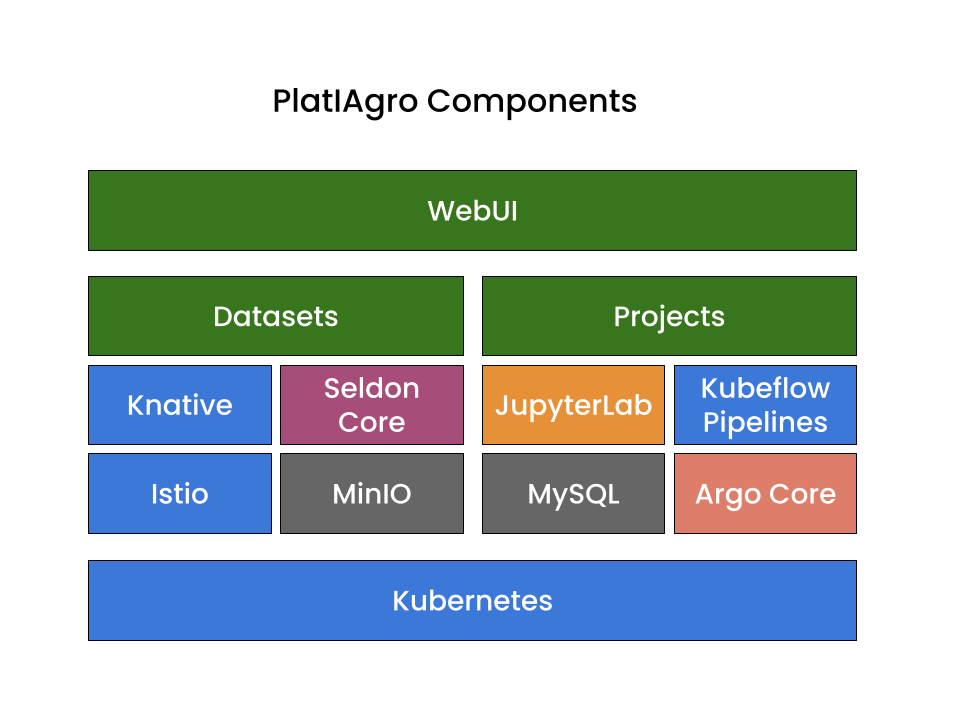 PlatIAgro Components
WebUI
Datasets
Projects
Knative
Seldon
Core
JupyterLab
Kubeflow
Pipelines
Istio
MinIO
MySQL
Argo Core
Kubernetes